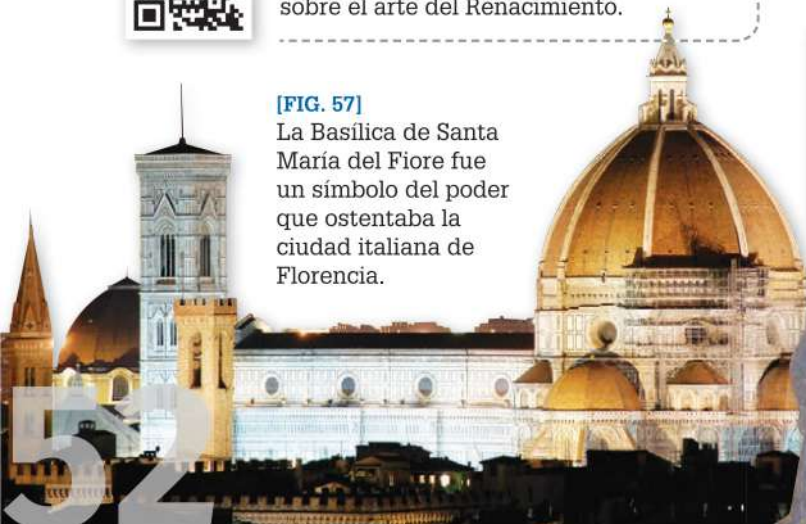 sobre el arte del Renacimiento.
[FIG. 57]
La Basílica de Santa
María del Fiore fue
un símbolo del poder
que ostentaba la
ciudad italiana de
Florencia.
52